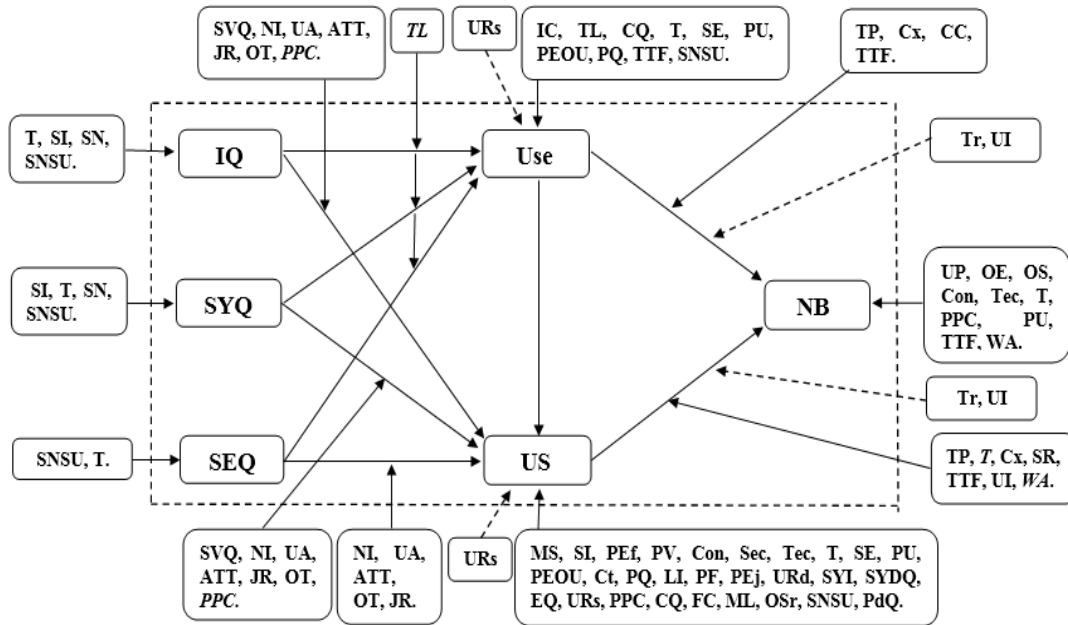 SVQ, NI, UA, ATT,
JR, OT, PPC.
TL
URs
IC, TL, CQ, T, SE, PU,
PEOU, PQ, TTF, SNSU.
TP, Cx, CC,
TTF.
T, SI, SN,
SNSU.
IQ
Use
Tr, UI
SI, T, SN,
SNSU.
SYQ
NB
UP, OE, OS,
Con, Tec, T,
PPC, PU,
TTF, WA.
Tr, UI
SNSU, T.
SEQ
US
TP, T, Cx, SR,
TTF, UI, WA.
SVQ, NI, UA,
ATT, JR, OT,
PPC.
NI, UA,
ATT,
OT, JR.
URs
MS, SI, PEf, PV, Con, Sec, Tec, T, SE, PU,
PEOU, Ct, PQ, LI, PF, PEj, URd, SYI, SYDQ,
EQ, URs, PPC, CQ, FC, ML, OSr, SNSU, PdQ.